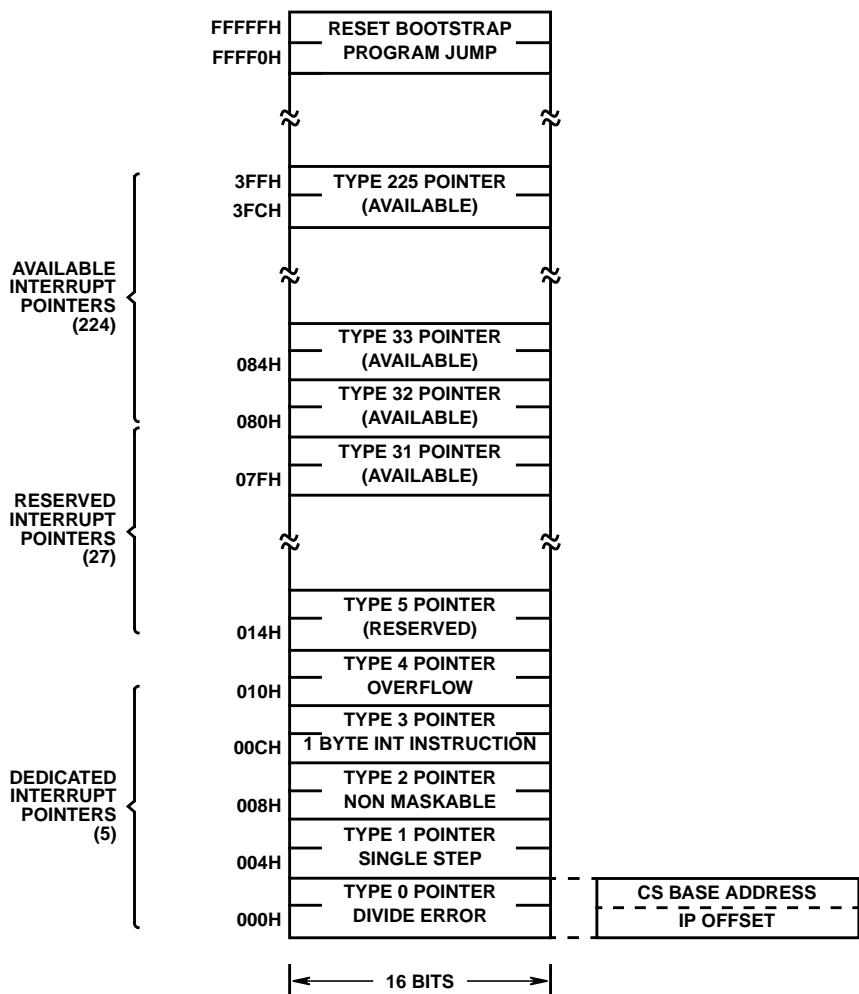 FFFFFH
RESET BOOTSTRAP
FFFF0H
PROGRAM JUMP
3FFH
TYPE 225 POINTER
3FCH
(AVAILABLE)
AVAILABLE
INTERRUPT
POINTERS
(224)
TYPE 33 POINTER
084H
(AVAILABLE)
TYPE 32 POINTER
080H
(AVAILABLE)
TYPE 31 POINTER
07FH
(AVAILABLE)
RESERVED
INTERRUPT
POINTERS
(27)
TYPE 5 POINTER
014H
(RESERVED)
TYPE 4 POINTER
010H
OVERFLOW
TYPE 3 POINTER
00CH
1 BYTE INT INSTRUCTION
DEDICATED
INTERRUPT
POINTERS
(5)
TYPE 2 POINTER
008H
NON MASKABLE
TYPE 1 POINTER
004H
SINGLE STEP
TYPE 0 POINTER
000H
DIVIDE ERROR
CS BASE ADDRESS
IP OFFSET
16 BITS